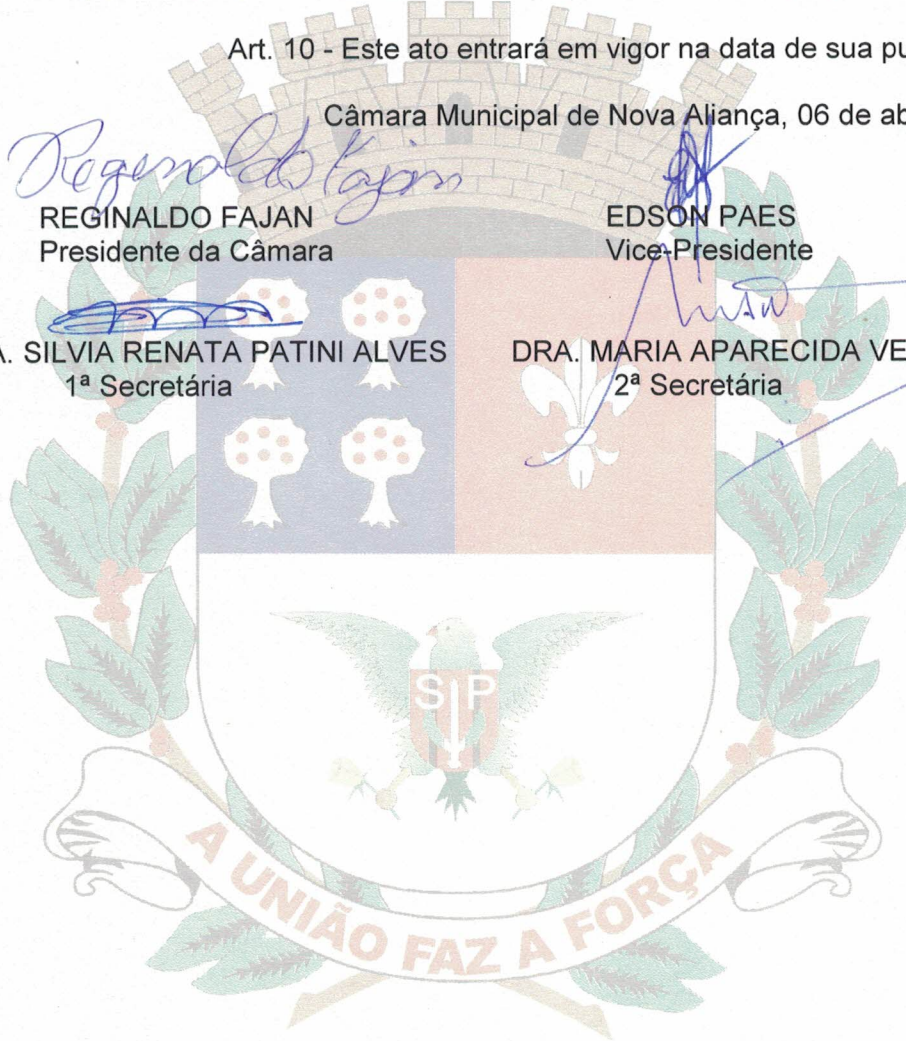 Art. 10 - Este ato entrará em vigor na data de sua pu
Câmara Municipal de Nova Aliança, 06 de ab
Reginaldo Fajan
REGINALDO FAJAN
Presidente da Câmara
EDSON PAES
Vice-Presidente
A. SILVIA RENATA PATINI ALVES
1ª Secretária
DRA. MARIA APARECIDA VE
2ª Secretária
SP
A UNIÃO FAZ A FORÇA